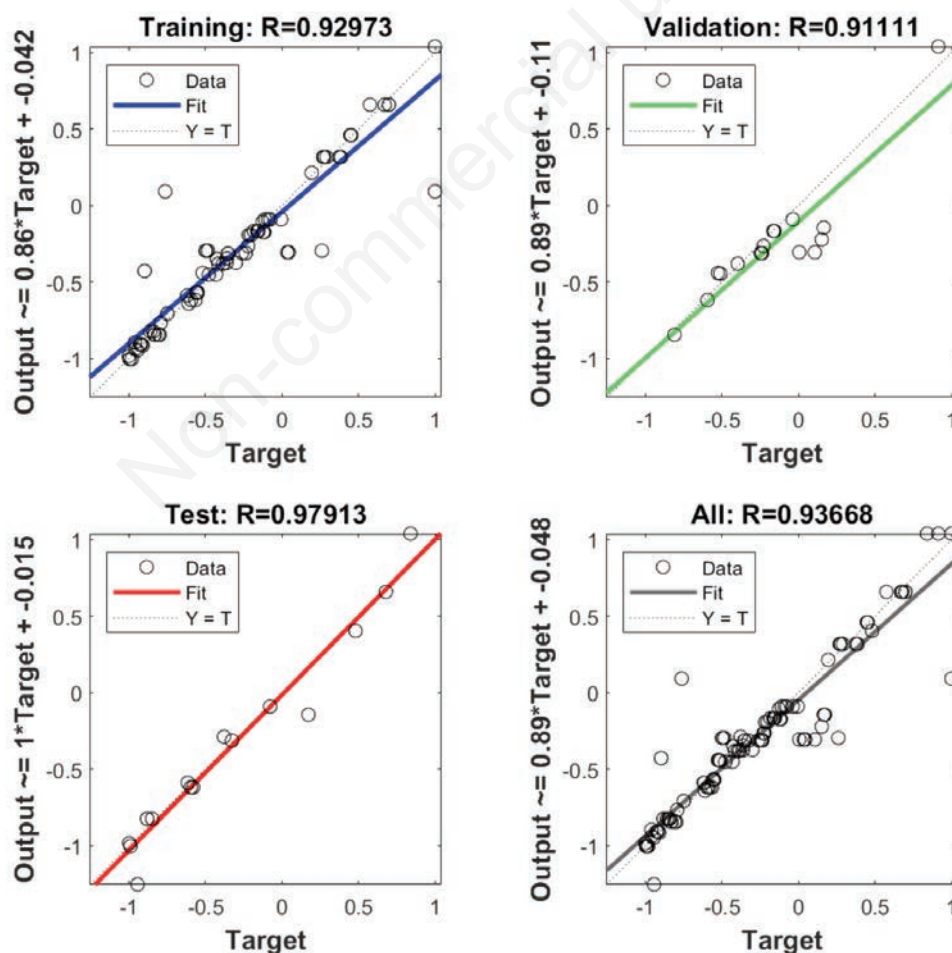 Training: R=0.92973
Output ~= 0.86*Target + -0.042
Data
Fit
Y = T
1
0.5
0
-0.5
-1
-1
-0.5
0
0.5
1
Target
Validation: R=0.91111
Output ~= 0.89*Target + -0.11
Data
Fit
Y = T
1
0.5
0
-0.5
-1
-1
-0.5
0
0.5
1
Target
Test: R=0.97913
Output ~= 1*Target + -0.015
Data
Fit
Y = T
1
0.5
0
-0.5
-1
-1
-0.5
0
0.5
1
Target
All: R=0.93668
Output ~= 0.89*Target + -0.048
Data
Fit
Y = T
1
0.5
0
-0.5
-1
-1
-0.5
0
0.5
1
Target
Non-commercial